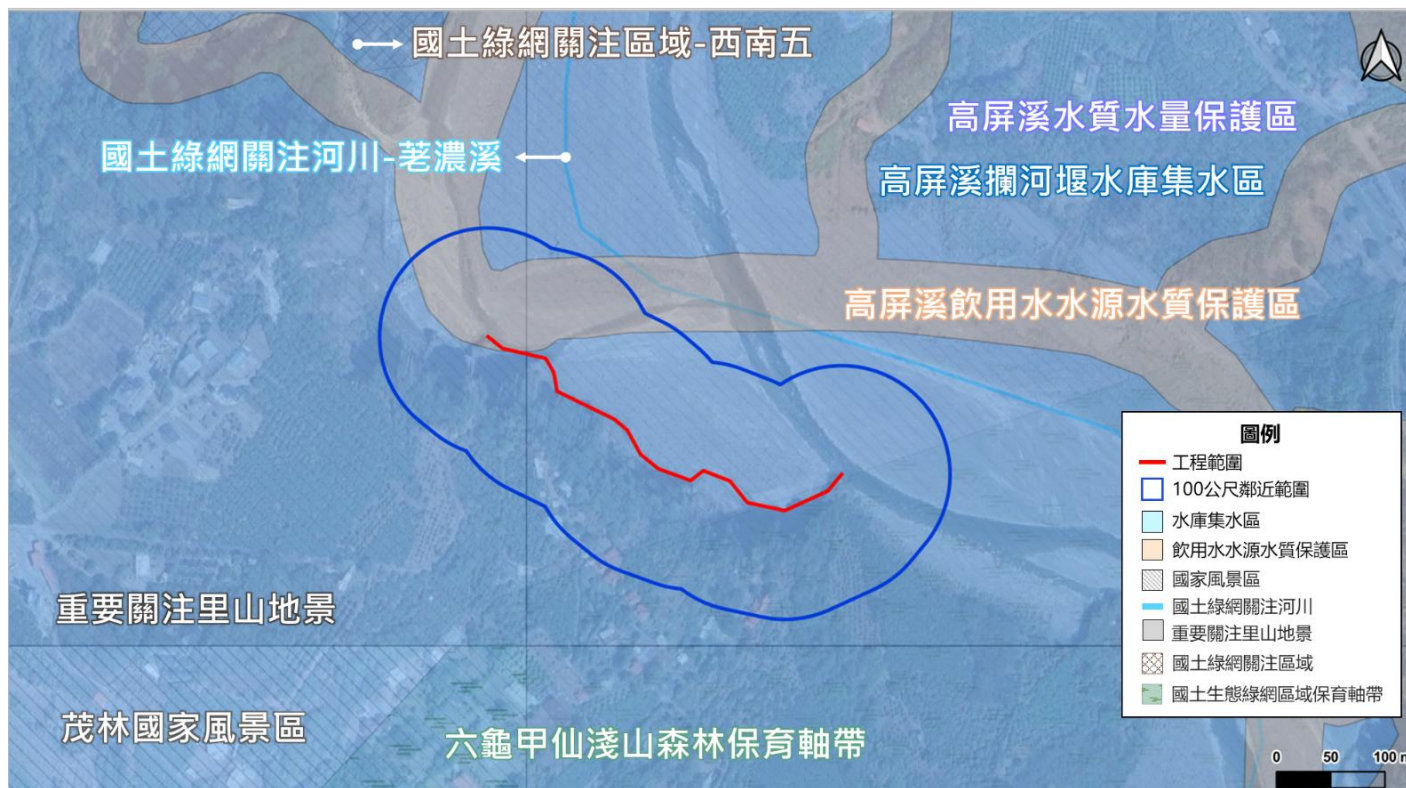 國土綠網關注區域-西南五
高屏溪水質水量保護區
國土綠網關注河川-荖濃溪
高屏溪攔河堰水庫集水區
高屏溪飲用水水源水質保護區
圖例
工程範圍
100公尺鄰近範圍
水庫集水區
飲用水水源水質保護區
國家風景區
國土綠網關注河川
重要關注里山地景
國土綠網關注區域
國土生態綠網區域保育軸帶
重要關注里山地景
茂林國家風景區
六龜甲仙淺山森林保育軸帶
0 50 100 m